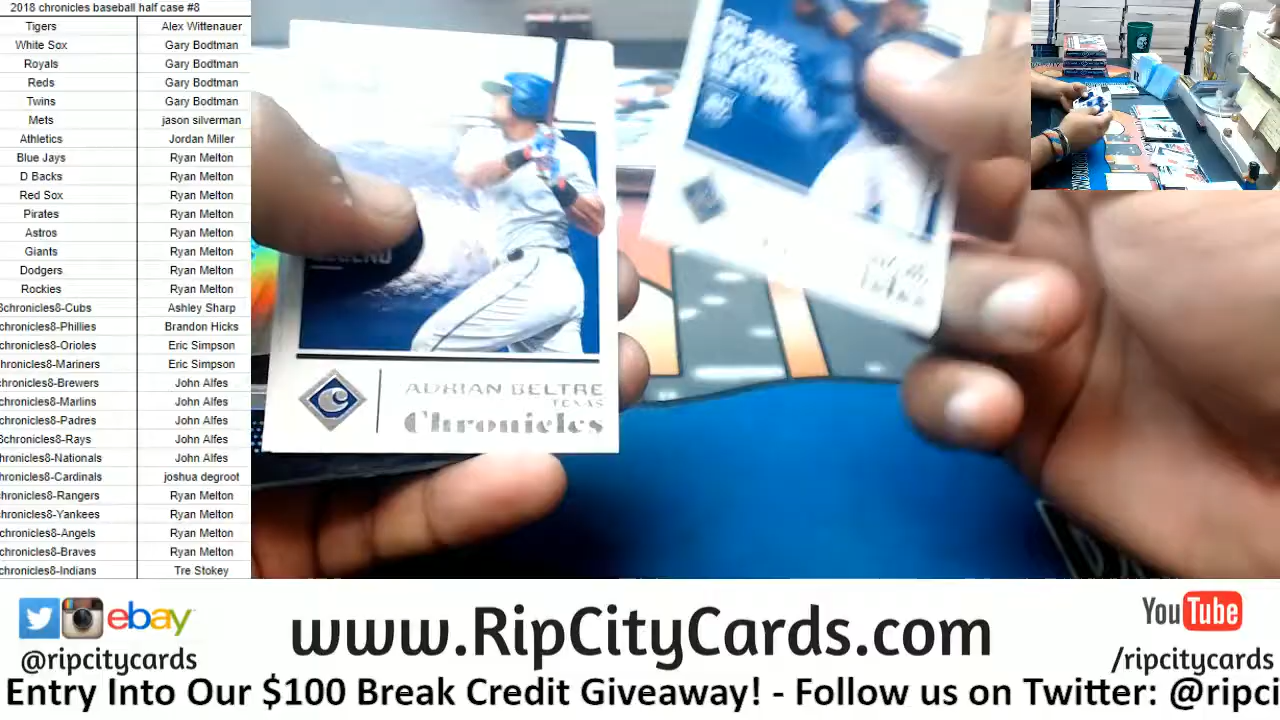 2018 chronicles baseball half case #8
Tigers Alex Wittenauer
White Sox Gary Bodtman
Royals Gary Bodtman
Reds Gary Bodtman
Twins Gary Bodtman
Mets jason silverman
Athletics Jordan Miller
Blue Jays Ryan Melton
D Backs Ryan Melton
Red Sox Ryan Melton
Pirates Ryan Melton
Astros Ryan Melton
Giants Ryan Melton
Dodgers Ryan Melton
Rockies Ryan Melton
8chronicles8-Cubs Ashley Sharp
chronicles8-Phillies Brandon Hicks
chronicles8-Orioles Eric Simpson
chronicles8-Mariners Eric Simpson
chronicles8-Brewers John Alfes
chronicles8-Marlins John Alfes
chronicles8-Padres John Alfes
8chronicles8-Rays John Alfes
chronicles8-Nationals John Alfes
chronicles8-Cardinals joshua degroot
chronicles8-Rangers Ryan Melton
chronicles8-Yankees Ryan Melton
chronicles8-Angels Ryan Melton
chronicles8-Braves Ryan Melton
chronicles8-Indians Tre Stokey
ON-BASE
C
ADRIAN BELTRE
TEXAS
Chronicles
ebay
@ripcitycards
www.RipCityCards.com
YouTube
/ripcitycards
Entry Into Our $100 Break Credit Giveaway! - Follow us on Twitter: @ripci